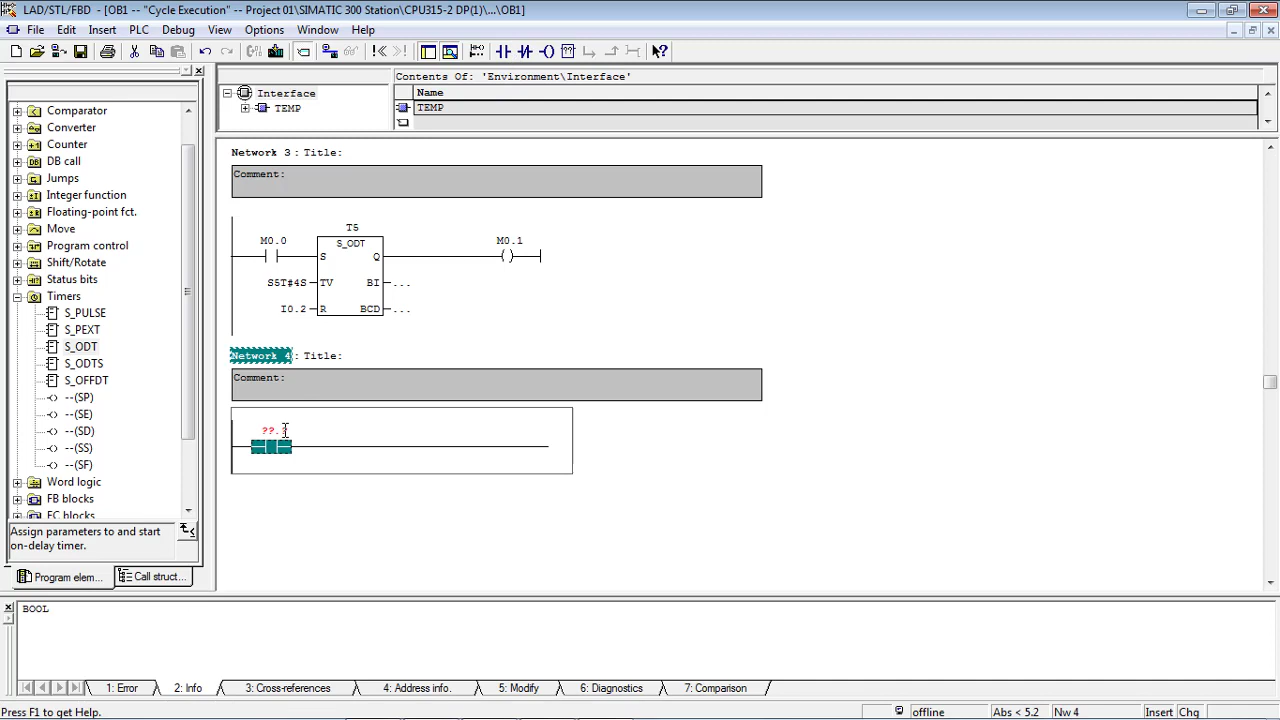 LAD/STL/FBD - [OB1 -- "Cycle Execution" -- Project 01\SIMATIC 300 Station\CPU315-2 DP(1)\...\OB1]
File Edit Insert PLC Debug View Options Window Help
Contents Of: 'Environment\Interface'
Interface
TEMP
Name
TEMP
Comparator
Converter
Counter
DB call
Jumps
Integer function
Floating-point fct.
Move
Program control
Shift/Rotate
Status bits
Timers
S_PULSE
S_PEXT
S_ODT
S_ODTS
S_OFFDT
--(SP)
--(SE)
--(SD)
--(SS)
--(SF)
Word logic
FB blocks
FC blocks
Assign parameters to and start
on-delay timer.
Program elem...
Call struct...
Network 3 : Title:
Comment:
T5
M0.0
S_ODT
M0.1
S
Q
S5T#4S
TV
BI
...
I0.2
R
BCD
...
Network 4 : Title:
Comment:
??.?
BOOL
1: Error
2: Info
3: Cross-references
4: Address info.
5: Modify
6: Diagnostics
7: Comparison
Press F1 to get Help.
offline
Abs < 5.2
Nw 4
Insert
Chg